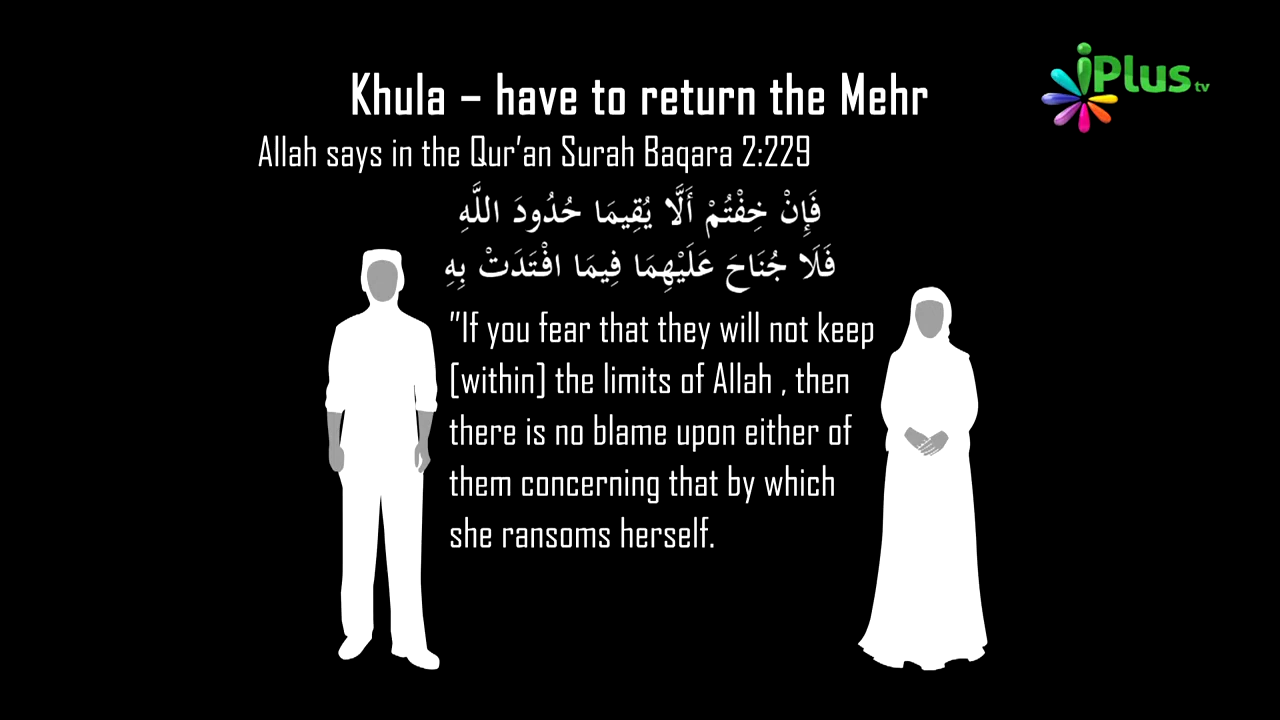 iPlus tv
Khula – have to return the Mehr
Allah says in the Qur'an Surah Baqara 2:229
فَإِنْ خِفْتُمْ أَلَّا يُقِيمَا حُدُودَ اللَّهِ
فَلَا جُنَاحَ عَلَيْهِمَا فِيمَا افْتَدَتْ بِهِ
"If you fear that they will not keep
[within] the limits of Allah , then
there is no blame upon either of
them concerning that by which
she ransoms herself.